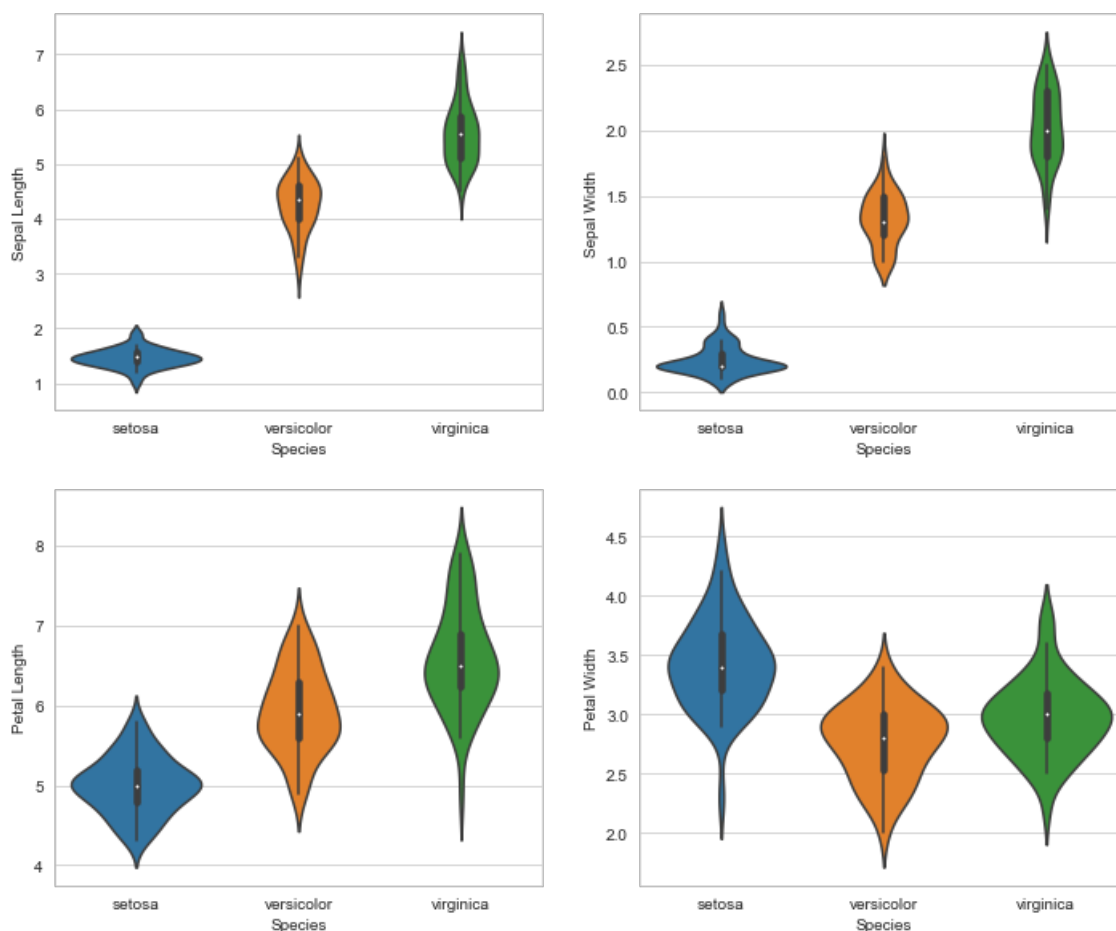 Sepal Length
7
6
5
4
3
2
1
setosa versicolor virginica
Species
Sepal Width
2.5
2.0
1.5
1.0
0.5
0.0
setosa versicolor virginica
Species
Petal Length
8
7
6
5
4
setosa versicolor virginica
Species
Petal Width
4.5
4.0
3.5
3.0
2.5
2.0
setosa versicolor virginica
Species